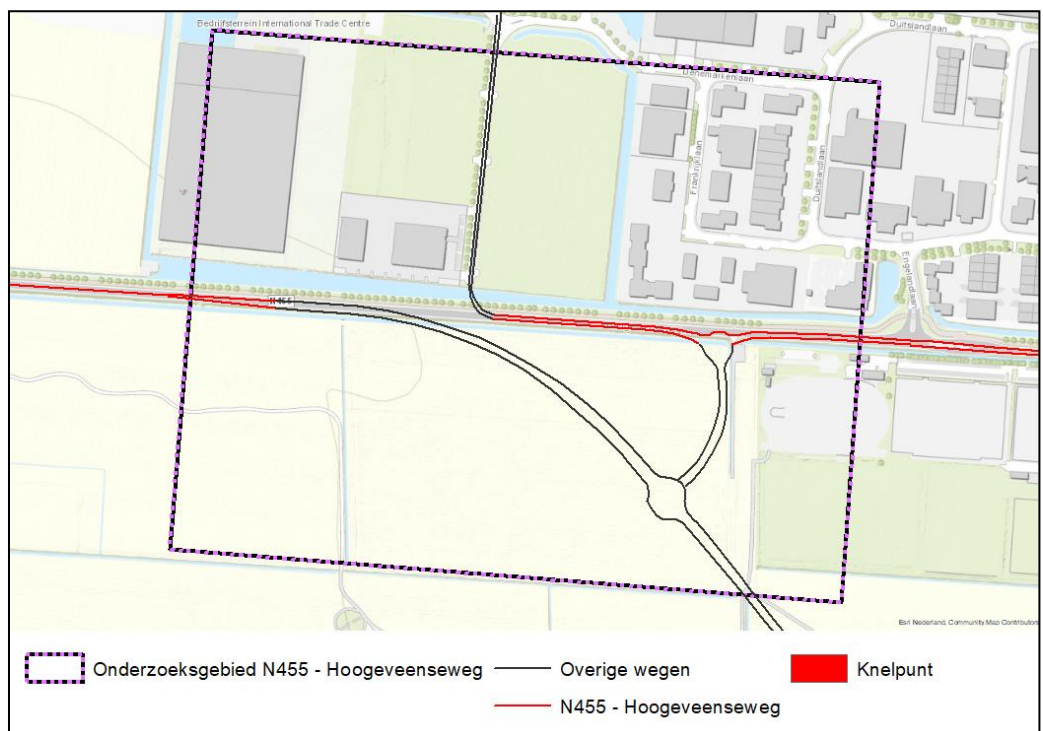 Bedrijfsterrein International Trade Centre
Duitslandlaan
Denemarkenlaan
Frankrijklaan
Duitslandlaan
Engelandlaan
N455
Esri Nederland, Community Map Contributors
Onderzoeksgebied N455 - Hoogeveenseweg
Overige wegen
Knelpunt
N455 - Hoogeveenseweg